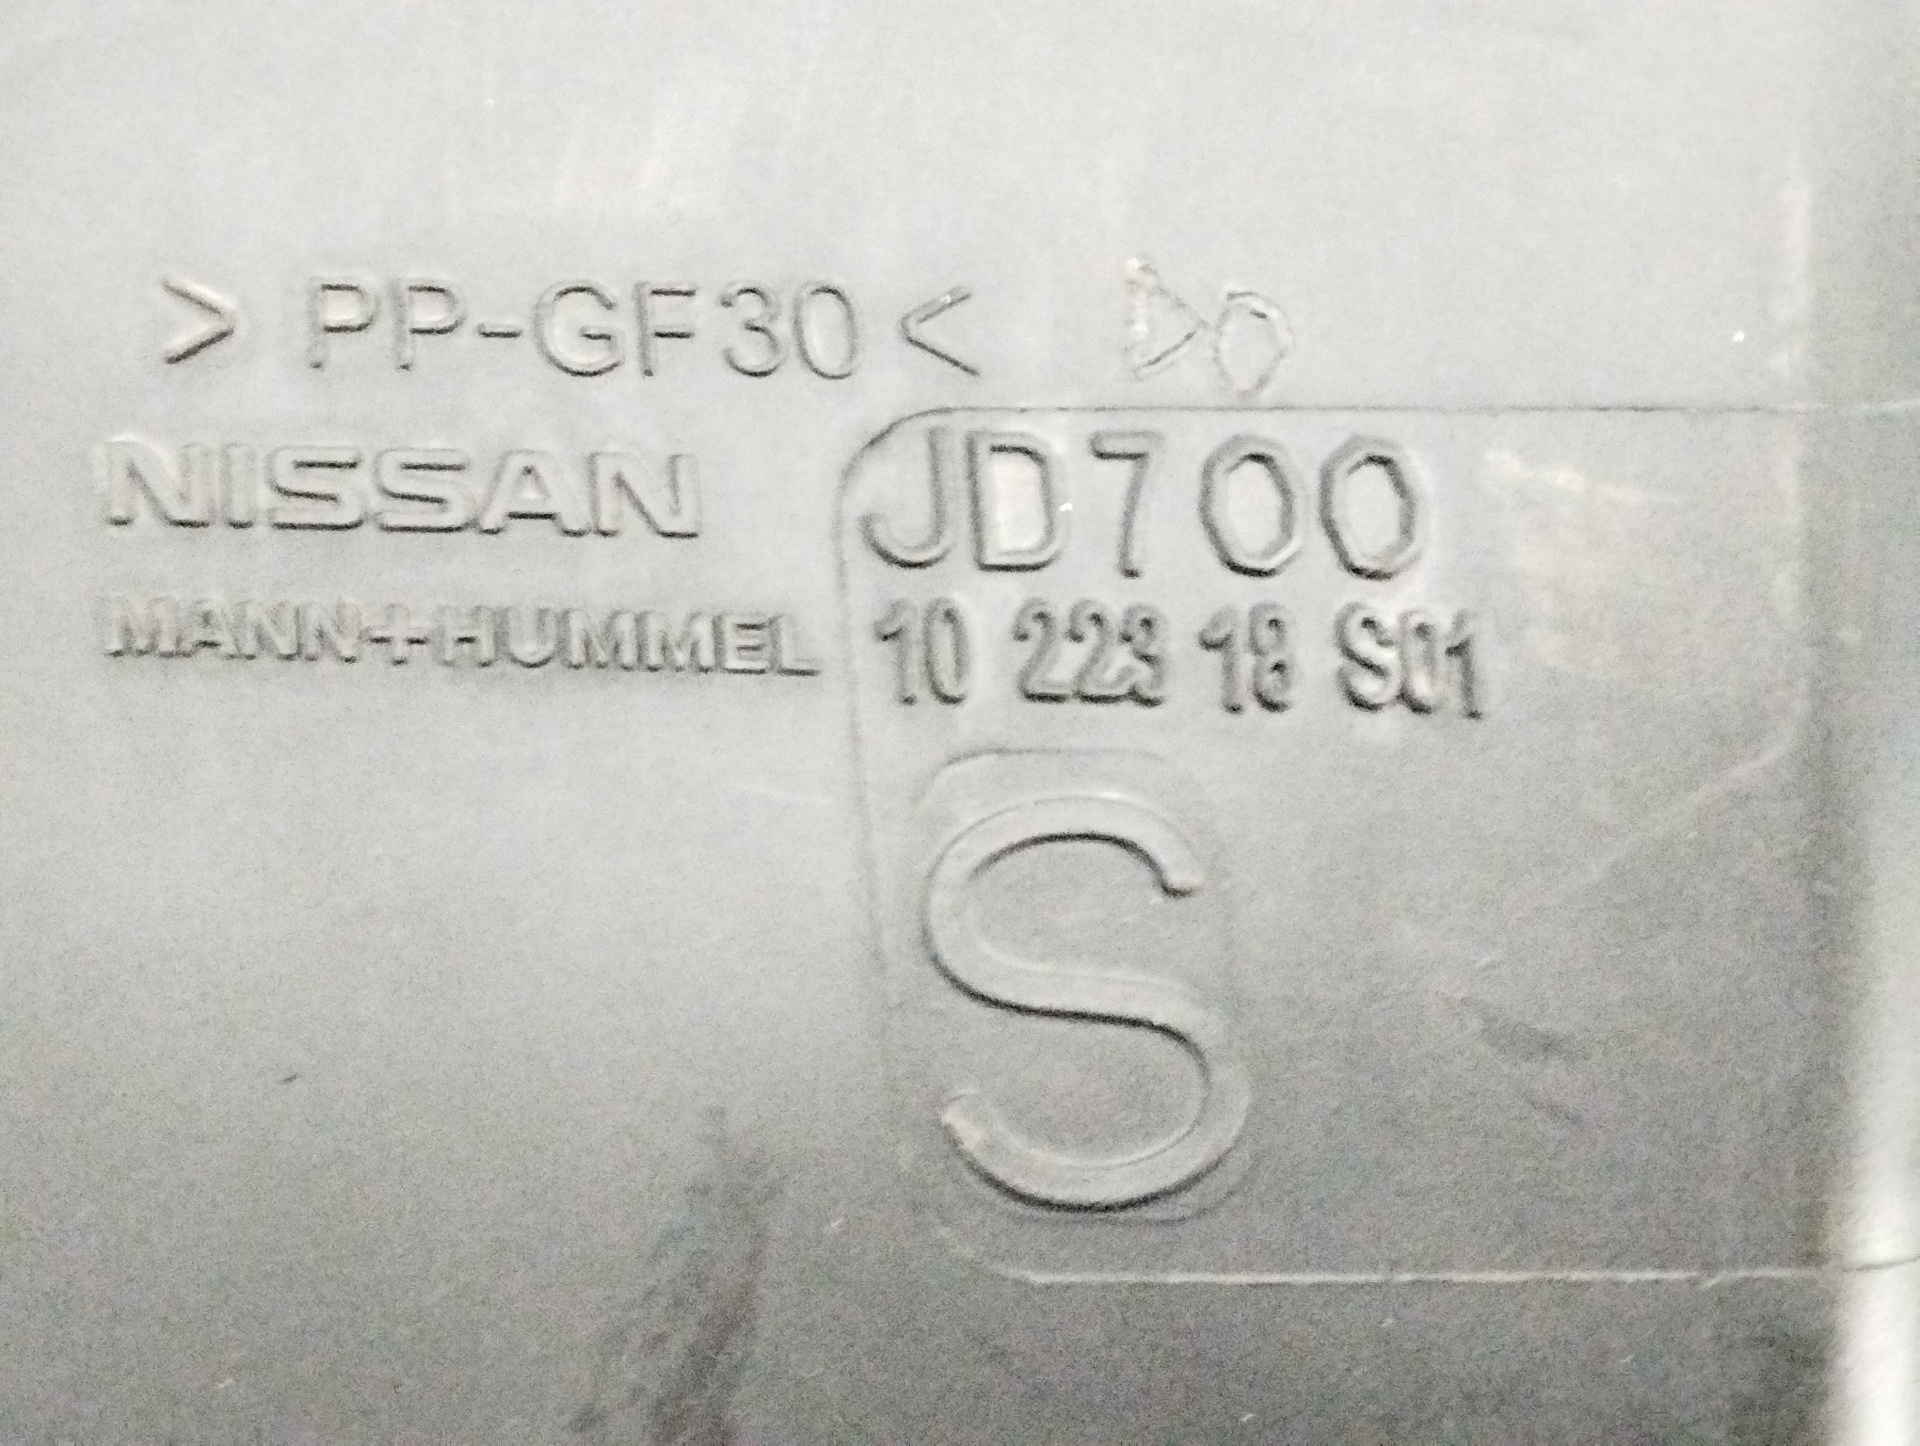 > PP-GF30 <
NISSAN JD700
MANN+HUMMEL 10 223 18 S01
S